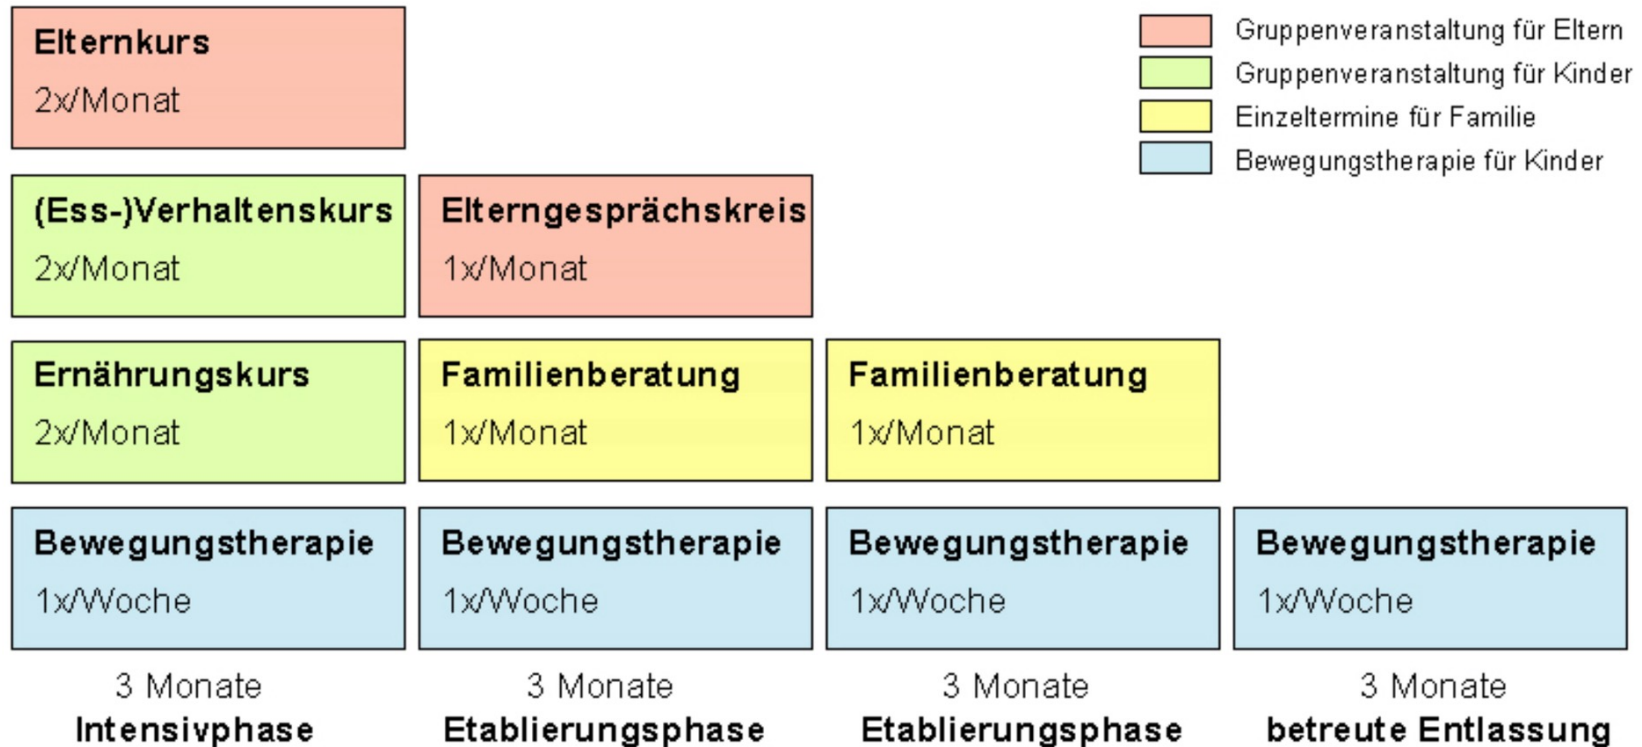 Elternkurs
2x/Monat
Gruppenveranstaltung für Eltern
Gruppenveranstaltung für Kinder
Einzeltermine für Familie
Bewegungstherapie für Kinder
(Ess-)Verhaltenskurs
2x/Monat
Elterngesprächskreis
1x/Monat
Ernährungskurs
2x/Monat
Familienberatung
1x/Monat
Familienberatung
1x/Monat
Bewegungstherapie
1x/Woche
Bewegungstherapie
1x/Woche
Bewegungstherapie
1x/Woche
Bewegungstherapie
1x/Woche
3 Monate
Intensivphase
3 Monate
Etablierungsphase
3 Monate
Etablierungsphase
3 Monate
betreute Entlassung